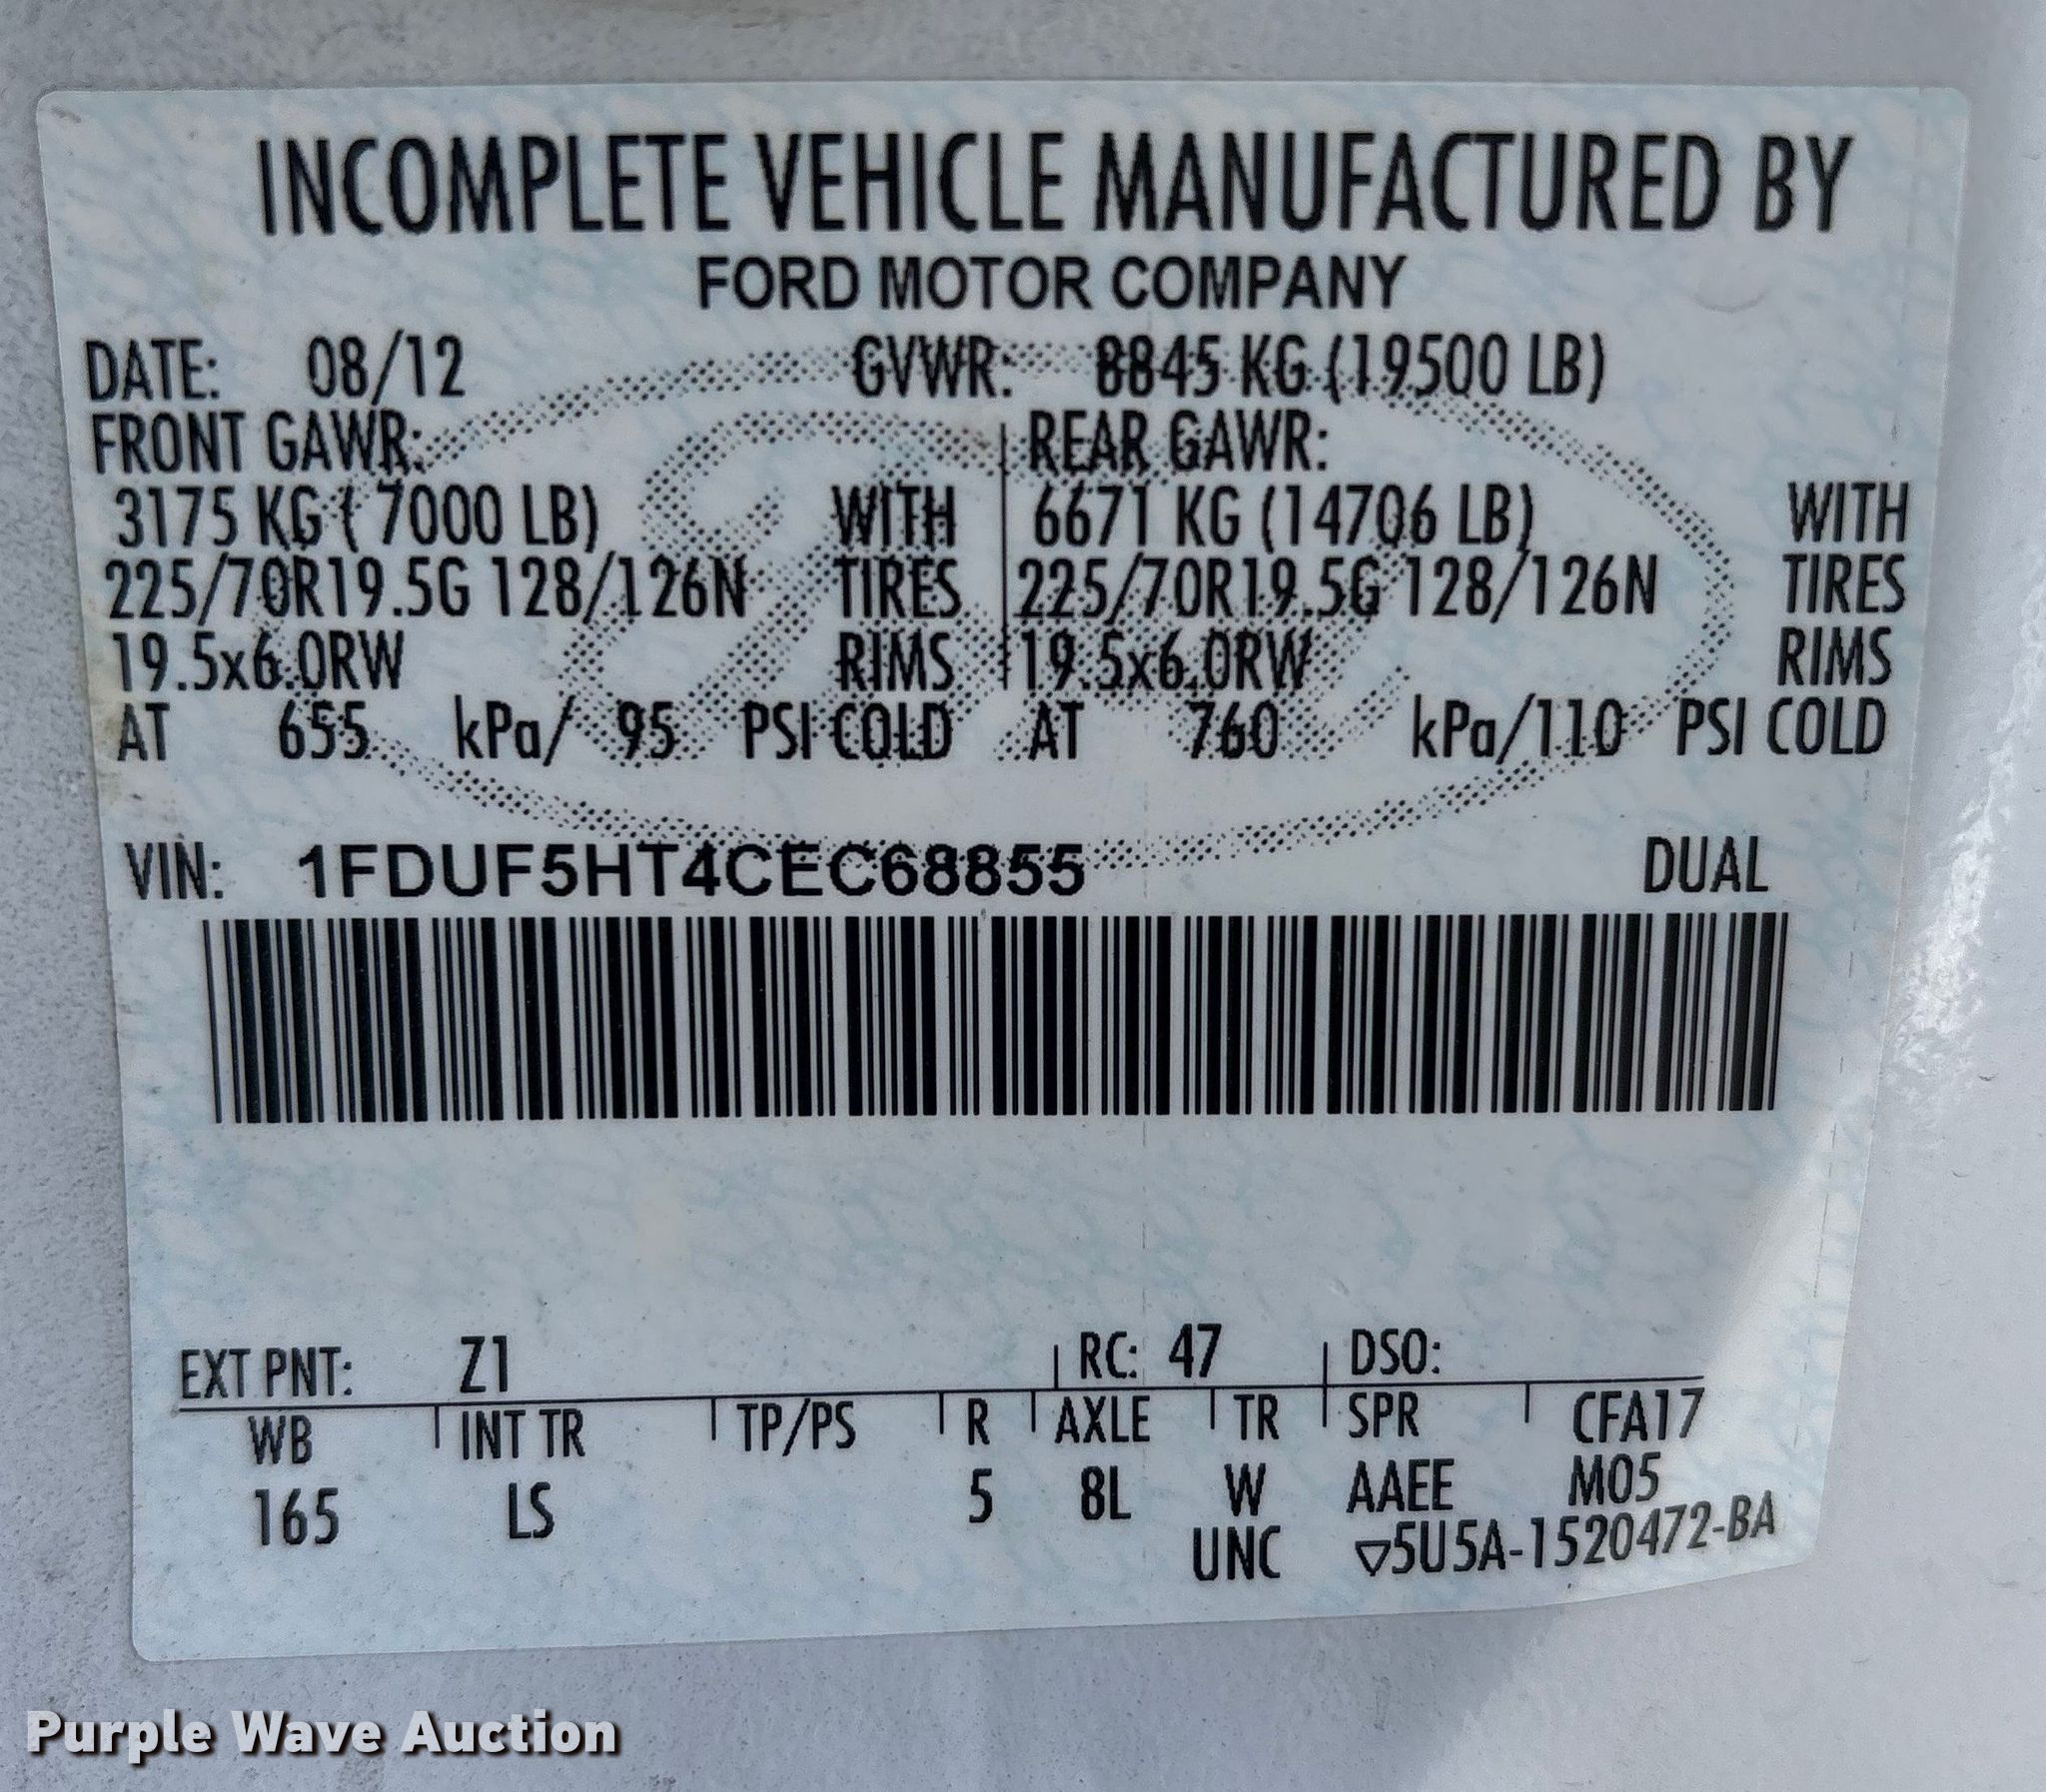 INCOMPLETE VEHICLE MANUFACTURED BY
FORD MOTOR COMPANY
DATE: 08/12 GVWR: 8845 KG (19500 LB)
FRONT GAWR: REAR GAWR:
3175 KG ( 7000 LB) WITH 6671 KG (14706 LB) WITH
225/70R19.5G 128/126N TIRES 225/70R19.5G 128/126N TIRES
19.5x6.0RW RIMS 19.5x6.0RW RIMS
AT 655 kPa/ 95 PSI COLD AT 760 kPa/110 PSI COLD
VIN: 1FDUF5HT4CEC68855 DUAL
EXT PNT: Z1 RC: 47 DSO:
WB INT TR TP/PS R AXLE TR SPR CFA17
165 LS 5 8L W AAEE M05
UNC ▽5U5A-1520472-BA
Purple Wave Auction